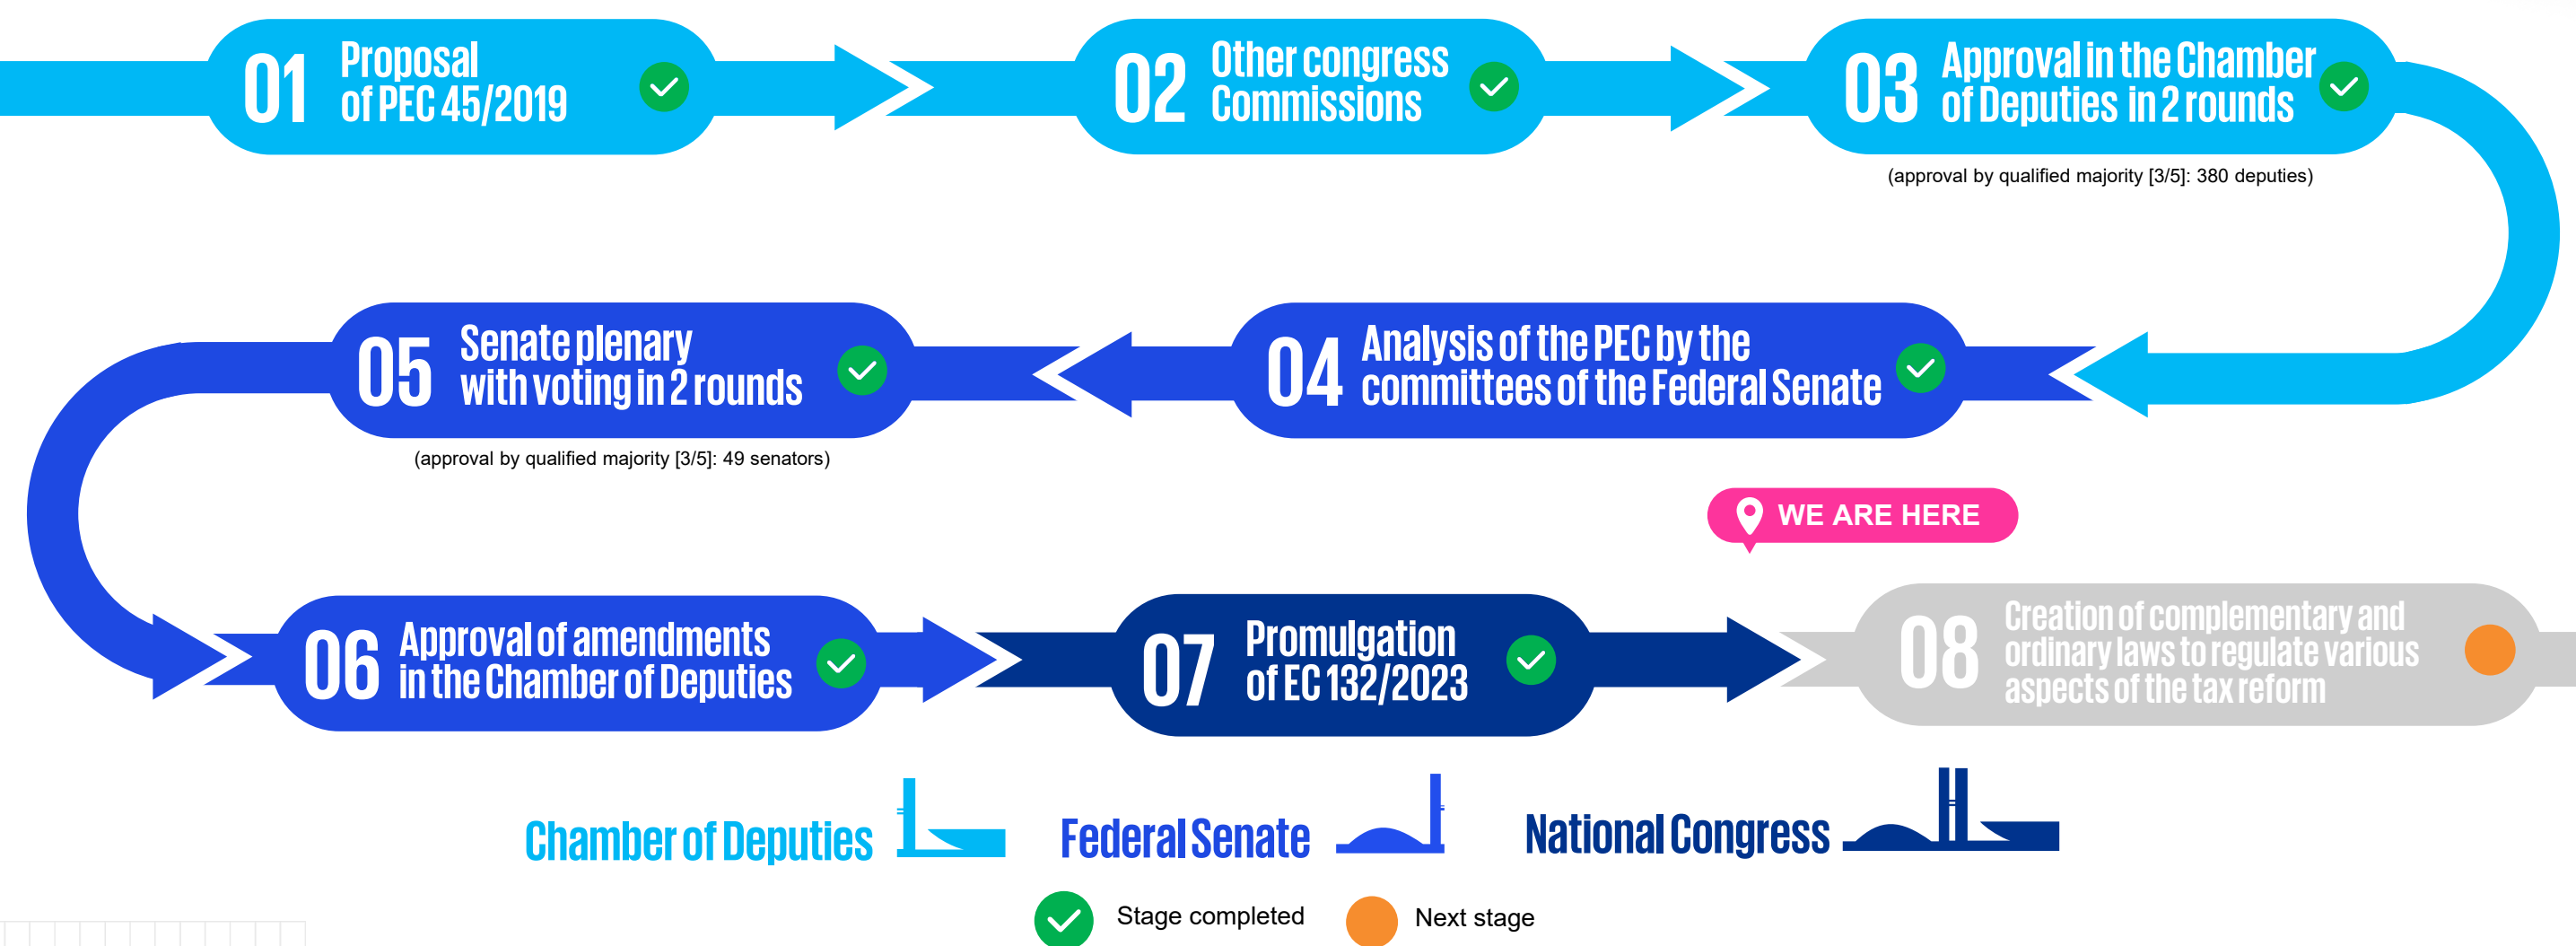 01
Proposal
of PEC 45/2019
02
Other congress
Commissions
03
Approval in the Chamber
of Deputies in 2 rounds
(approval by qualified majority [3/5]: 380 deputies)
05
Senate plenary
with voting in 2 rounds
(approval by qualified majority [3/5]: 49 senators)
04
Analysis of the PEC by the
committees of the Federal Senate
WE ARE HERE
06
Approval of amendments
in the Chamber of Deputies
07
Promulgation
of EC 132/2023
08
Creation of complementary and
ordinary laws to regulate various
aspects of the tax reform
Chamber of Deputies
Federal Senate
National Congress
Stage completed
Next stage